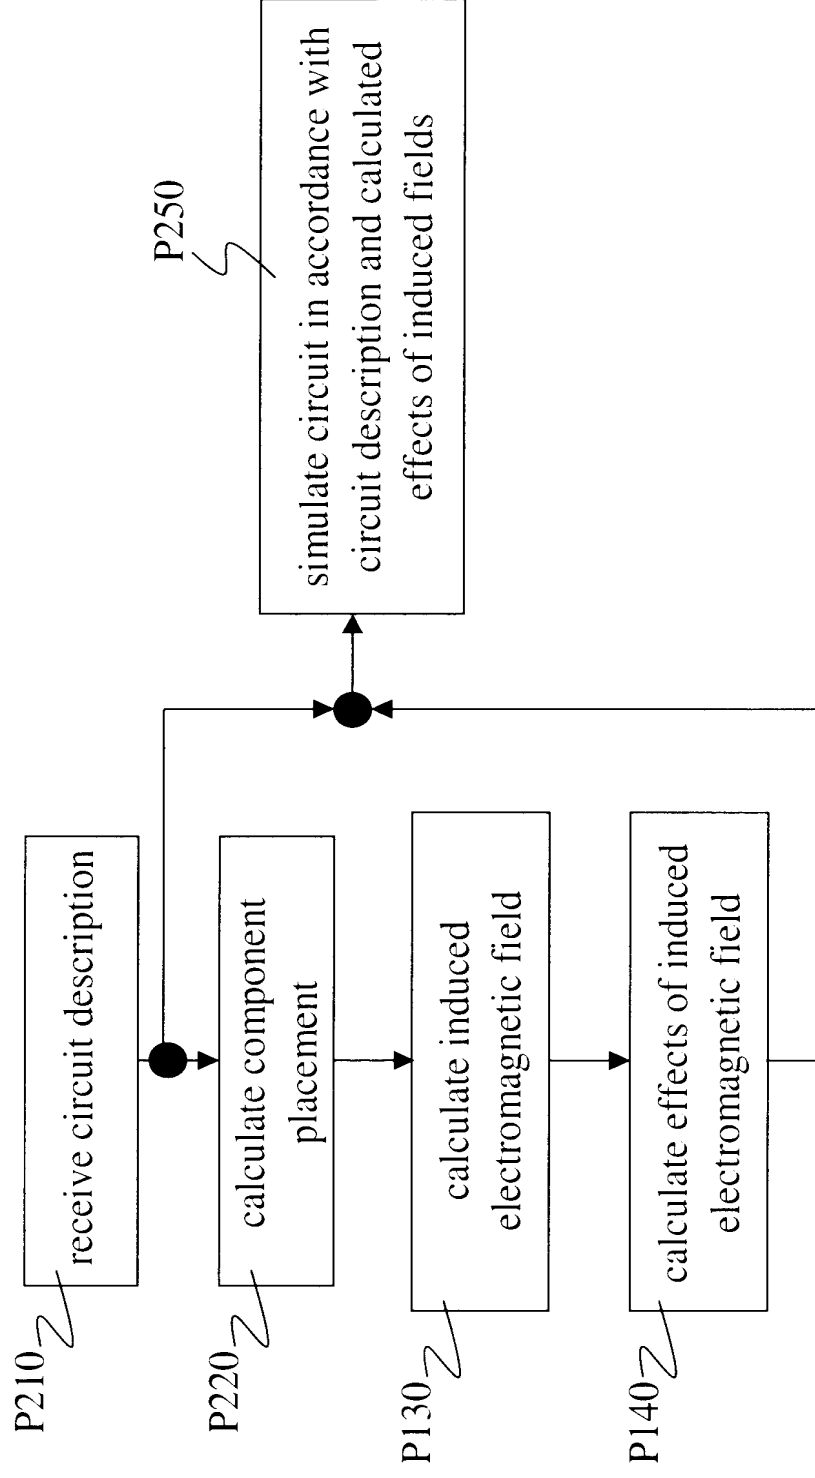 P210
receive circuit description
P220
calculate component
placement
P130
calculate induced
electromagnetic field
P140
calculate effects of induced
electromagnetic field
P250
simulate circuit in accordance with
circuit description and calculated
effects of induced fields